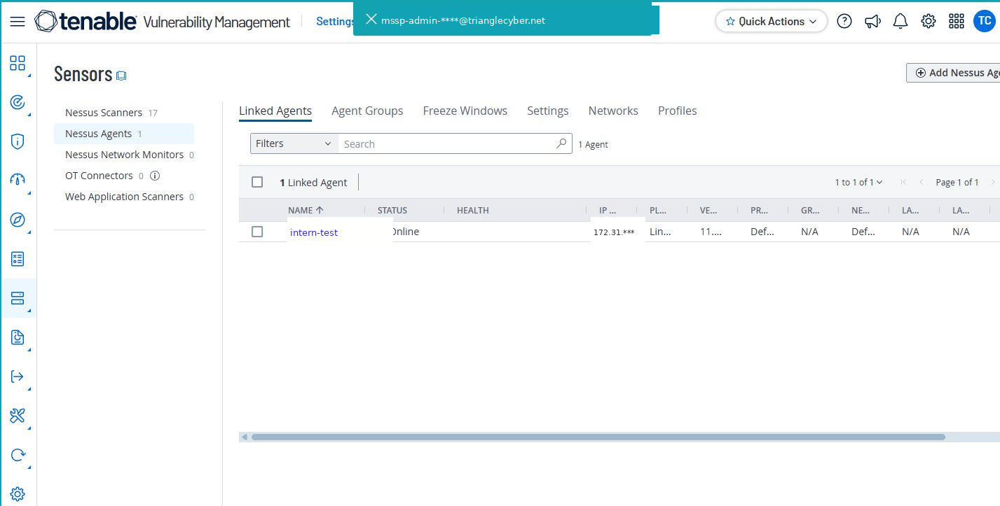 tenable Vulnerability Management Settings mssp-admin-****@trianglecyber.net Quick Actions TC
Sensors
Add Nessus Age
Nessus Scanners 17
Nessus Agents 1
Nessus Network Monitors 0
OT Connectors 0
Web Application Scanners 0
Linked Agents Agent Groups Freeze Windows Settings Networks Profiles
Filters Search 1 Agent
1 Linked Agent 1 to 1 of 1 Page 1 of 1
NAME STATUS HEALTH IP ... PL... VE... PR... GR... NE... LA... LA...
intern-test Online 172.31.*** Lin... 11.... Def... N/A Def... N/A N/A